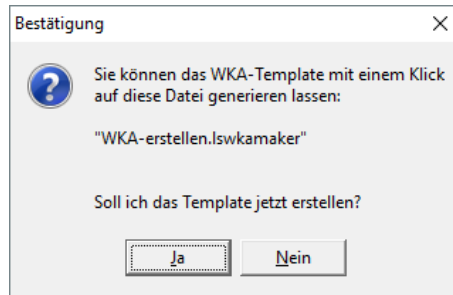 Bestätigung
Sie können das WKA-Template mit einem Klick
auf diese Datei generieren lassen:
"WKA-erstellen.lswkamaker"
Soll ich das Template jetzt erstellen?
Ja
Nein